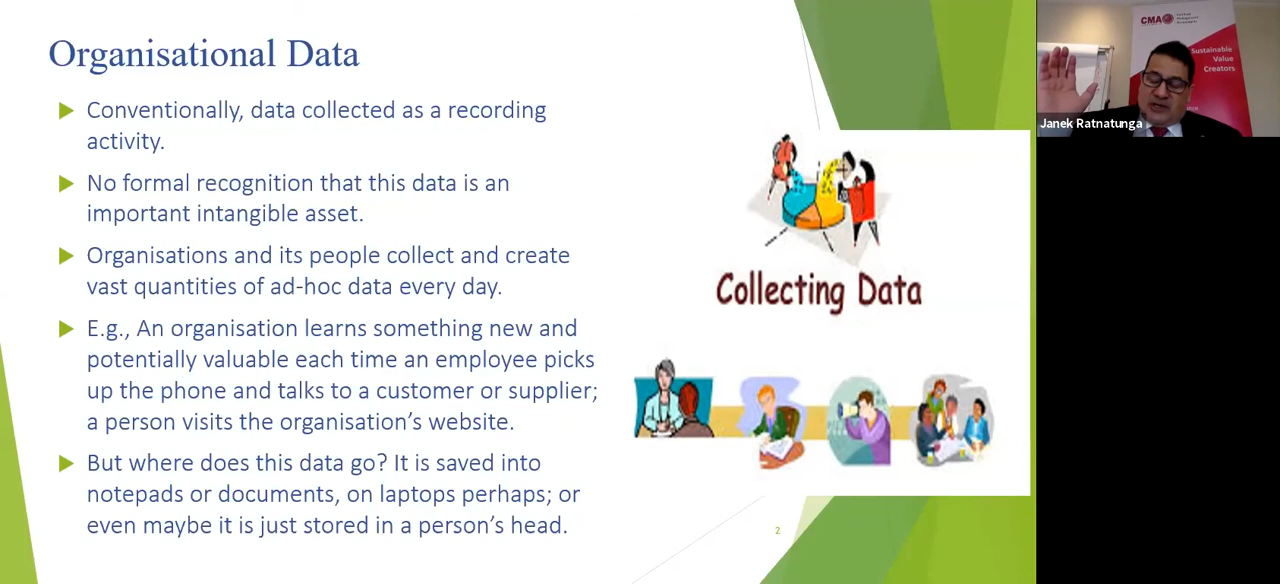 Organisational Data
Conventionally, data collected as a recording
activity.
No formal recognition that this data is an
important intangible asset.
Organisations and its people collect and create
vast quantities of ad-hoc data every day.
E.g., An organisation learns something new and
potentially valuable each time an employee picks
up the phone and talks to a customer or supplier;
a person visits the organisation’s website.
But where does this data go? It is saved into
notepads or documents, on laptops perhaps; or
even maybe it is just stored in a person’s head.
Collecting Data
2
CMA
Sustainable
Value
Creators
Janek Ratnatunga